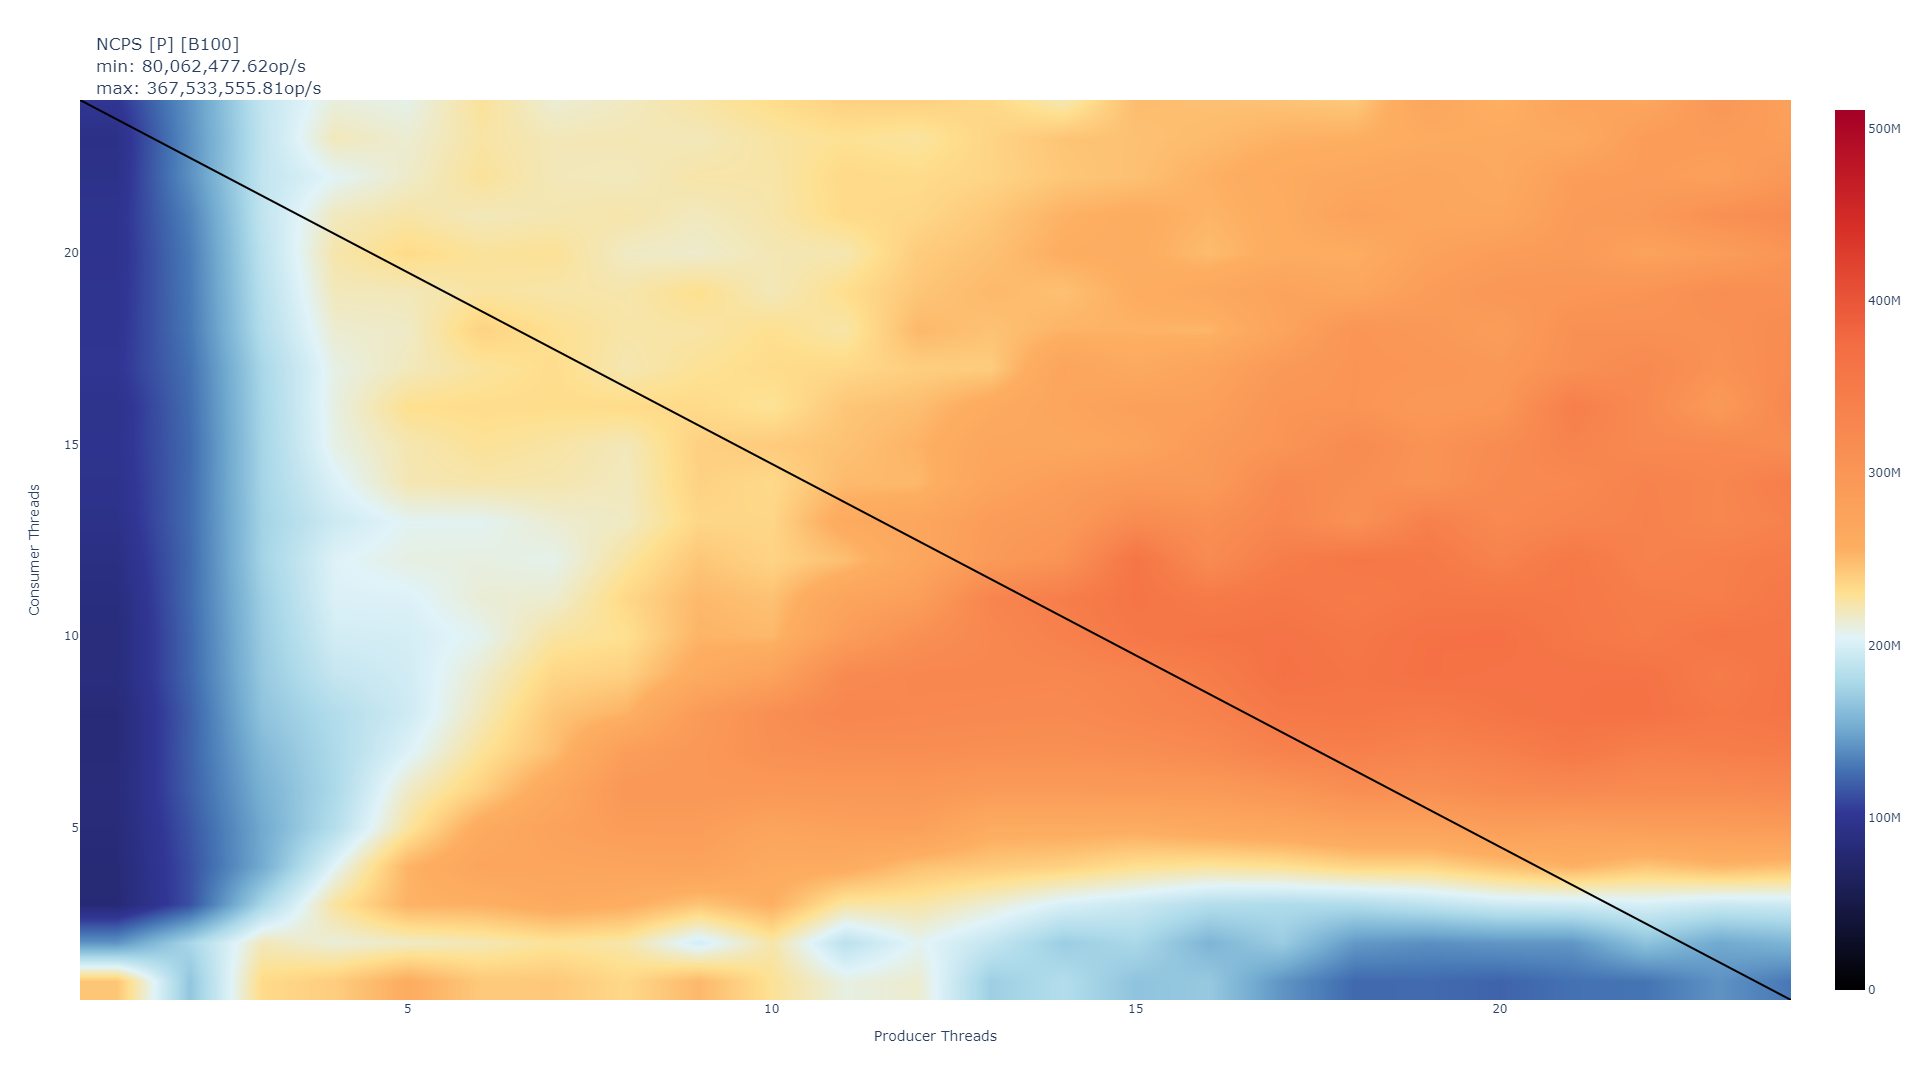 NCPS [P] [B100]
min: 80,062,477.62op/s
max: 367,533,555.81op/s
500M
400M
300M
200M
100M
0
20
15
10
5
Consumer Threads
5
10
15
20
Producer Threads